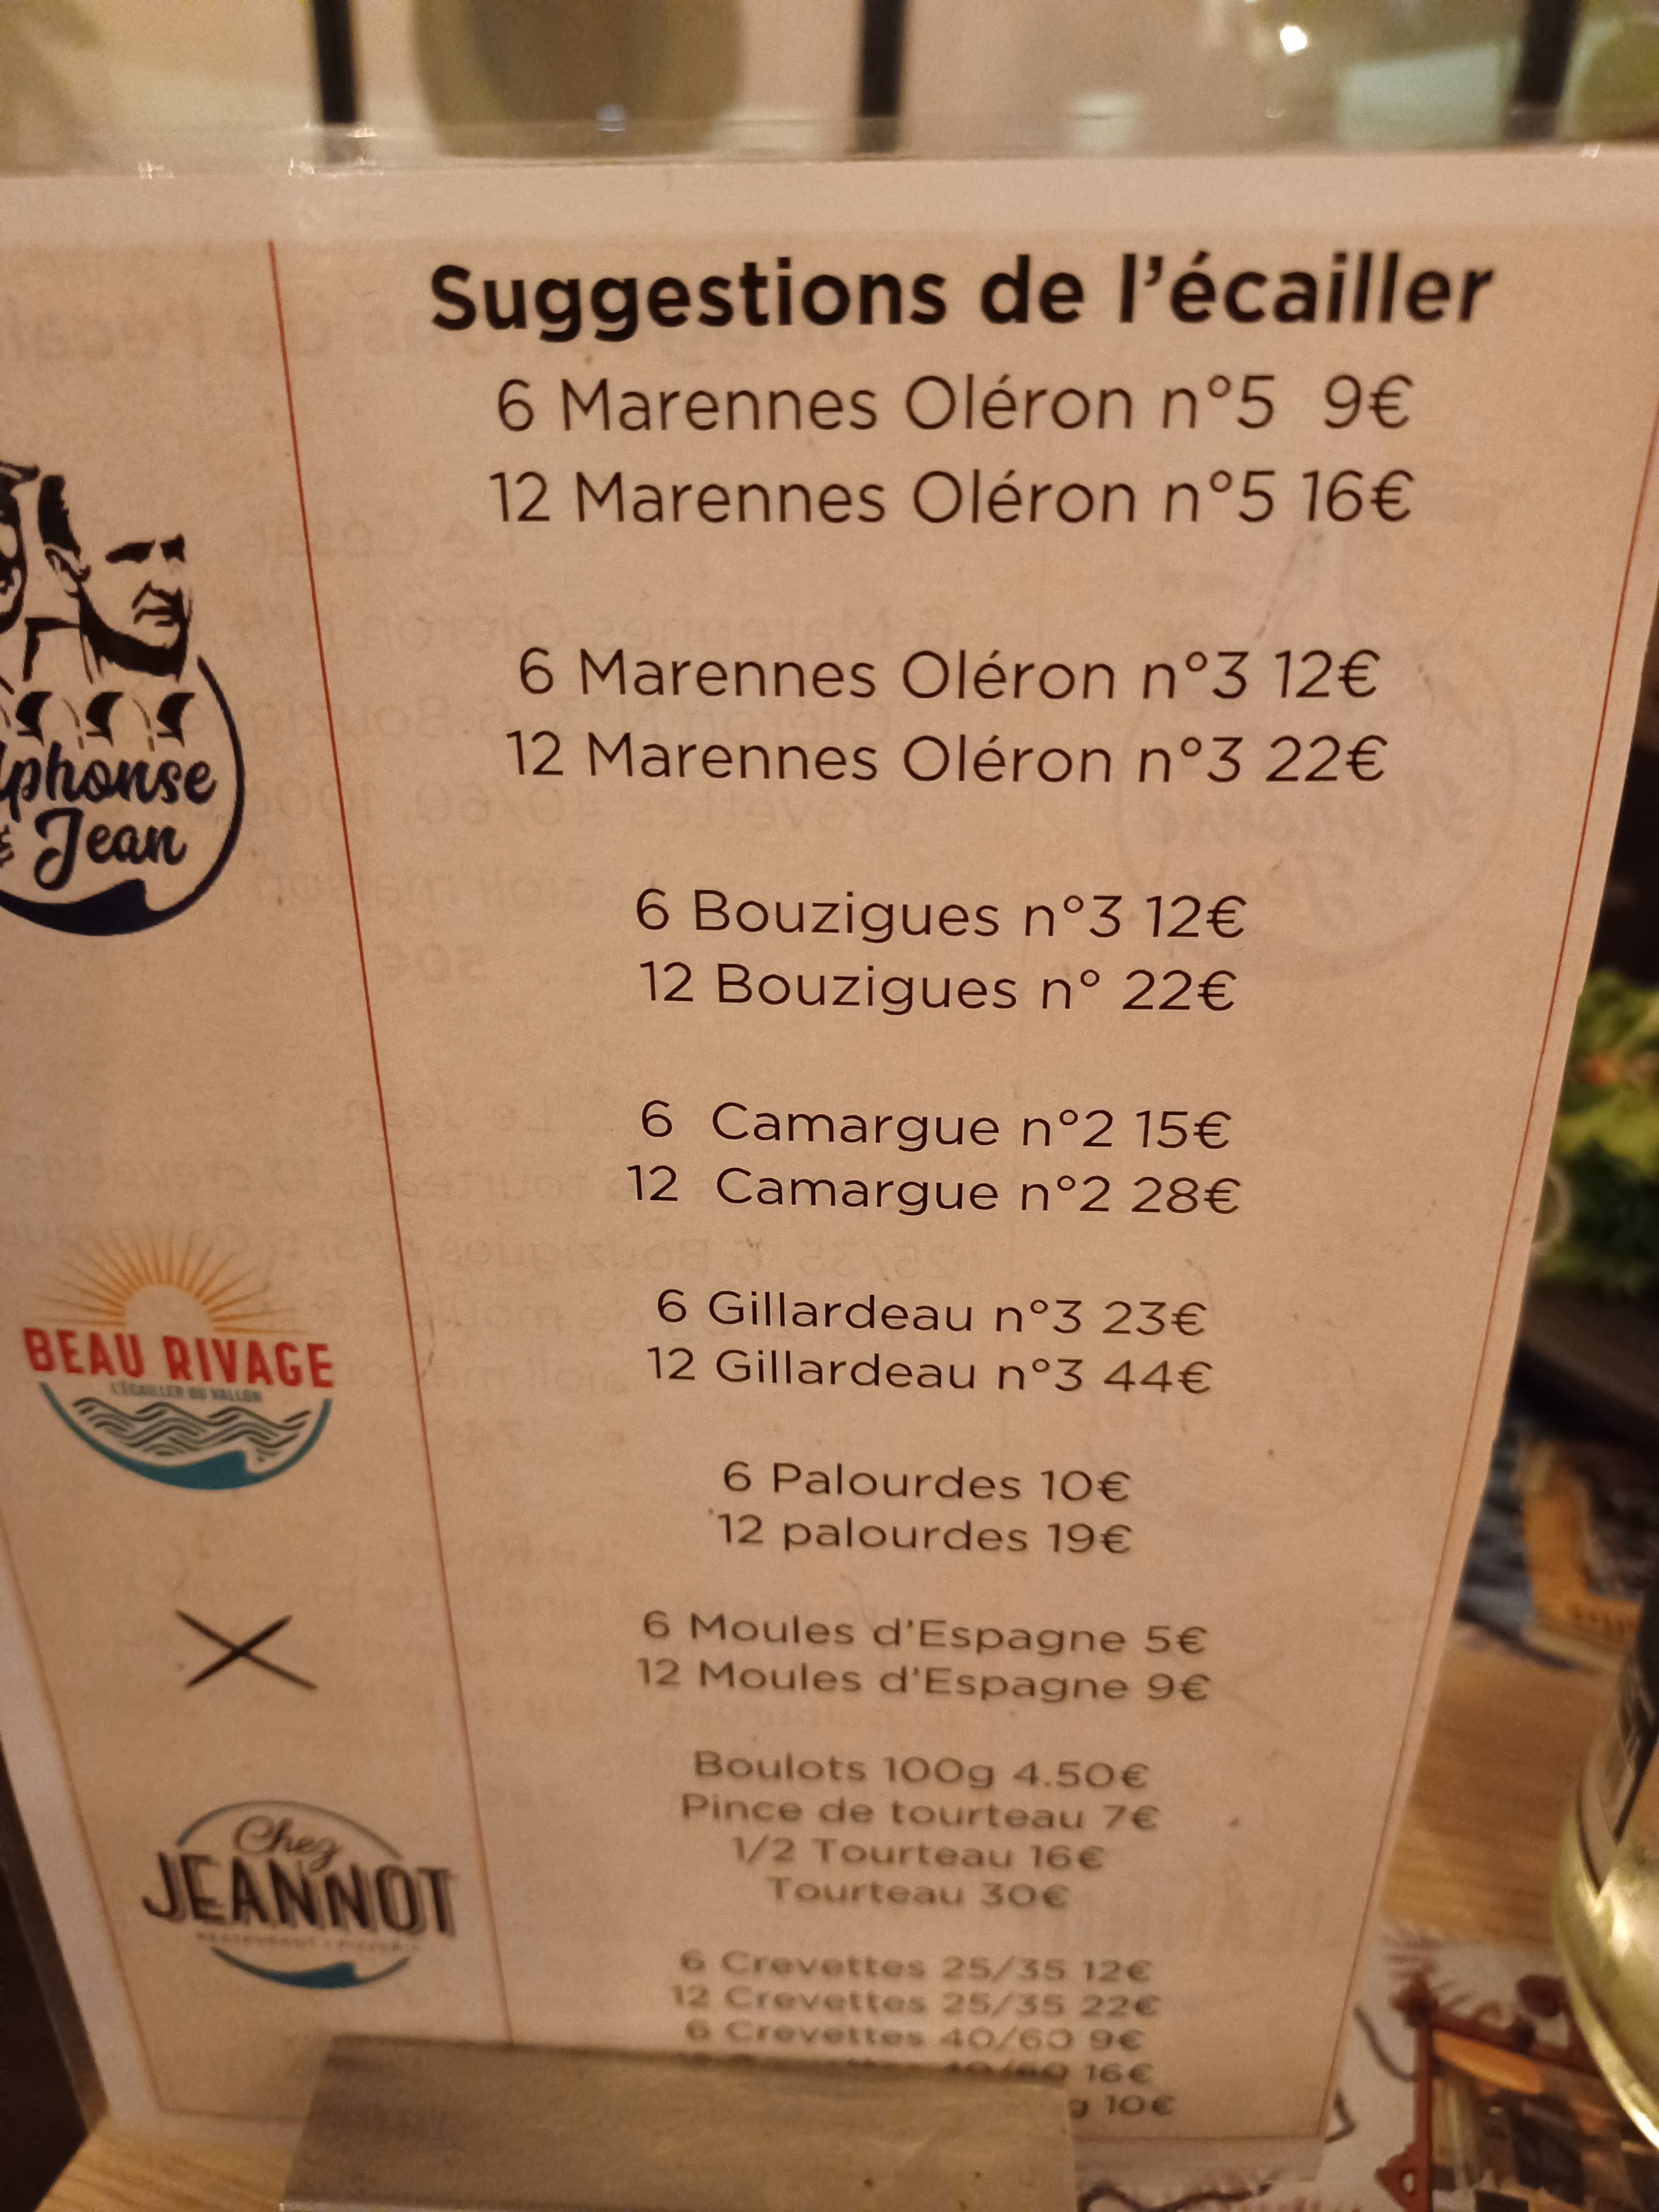 Suggestions de l'écailler
6 Marennes Oléron n°5 9€
12 Marennes Oléron n°5 16€
6 Marennes Oléron n°3 12€
12 Marennes Oléron n°3 22€
6 Bouzigues n°3 12€
12 Bouzigues n° 22€
6 Camargue n°2 15€
12 Camargue n°2 28€
6 Gillardeau n°3 23€
12 Gillardeau n°3 44€
6 Palourdes 10€
12 palourdes 19€
6 Moules d'Espagne 5€
12 Moules d'Espagne 9€
Boulots 100g 4.50€
Pince de tourteau 7€
1/2 Tourteau 16€
Tourteau 30€
6 Crevettes 25/35 12€
12 Crevettes 25/35 22€
6 Crevettes 40/60 9€
40/60 16€
g 10€
lphonse
& Jean
BEAU RIVAGE
L'ÉCAILLER DU VALLON
Chez
JEANNOT